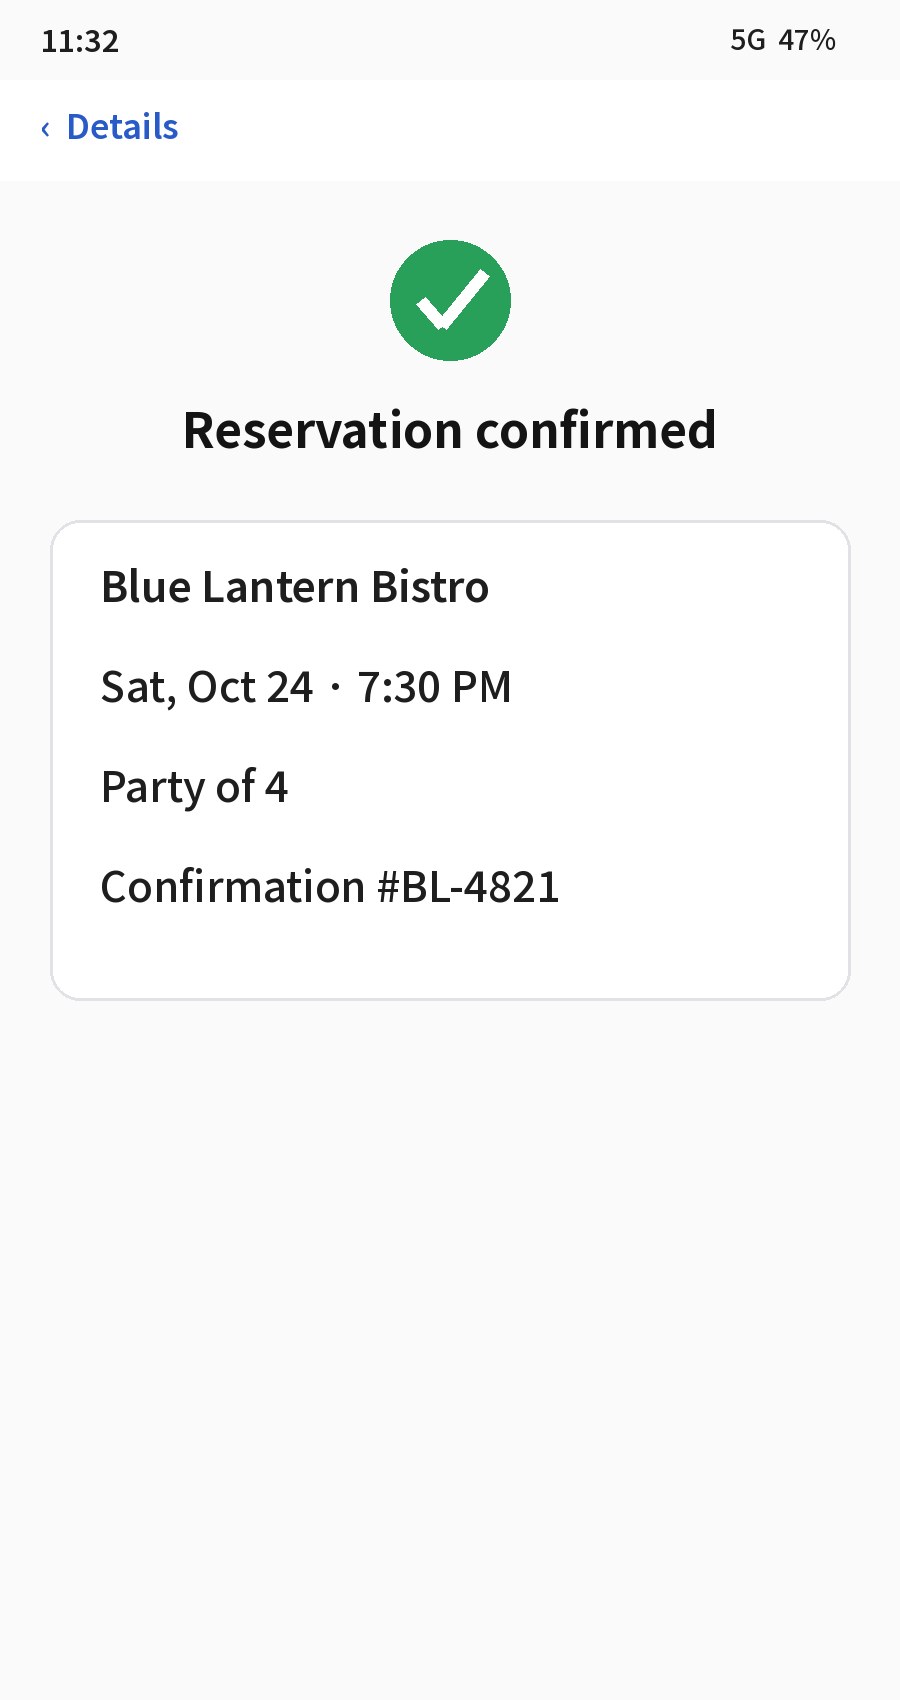 11:32
5G 47%
‹ Details
Reservation confirmed
Blue Lantern Bistro
Sat, Oct 24 · 7:30 PM
Party of 4
Confirmation #BL-4821